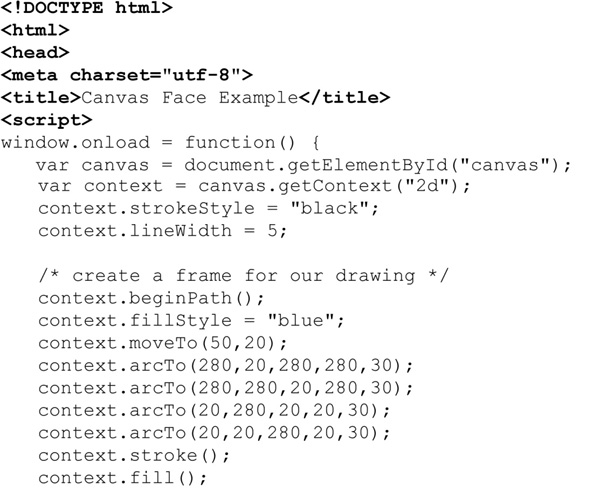 <!DOCTYPE html>
<html>
<head>
<meta charset="utf-8">
<title>Canvas Face Example</title>
<script>
window.onload = function() {
   var canvas = document.getElementById("canvas");
   var context = canvas.getContext("2d");
   context.strokeStyle = "black";
   context.lineWidth = 5;

   /* create a frame for our drawing */
   context.beginPath();
   context.fillStyle = "blue";
   context.moveTo(50,20);
   context.arcTo(280,20,280,280,30);
   context.arcTo(280,280,20,280,30);
   context.arcTo(20,280,20,20,30);
   context.arcTo(20,20,280,20,30);
   context.stroke();
   context.fill();